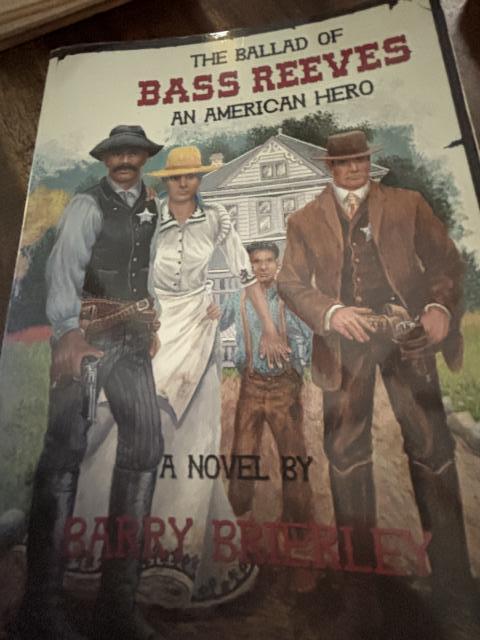 THE BALLAD OF
BASS REEVES
AN AMERICAN HERO
A NOVEL BY
BARRY BRIERLEY